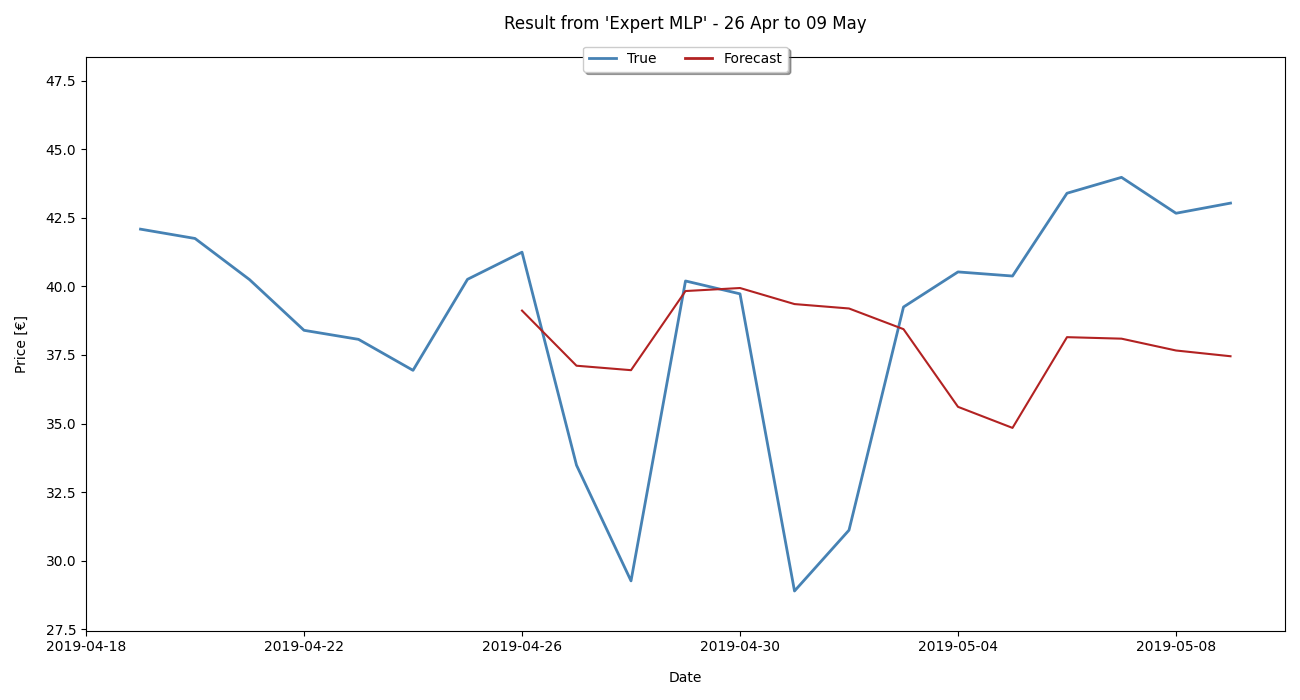 Result from 'Expert MLP' - 26 Apr to 09 May
True Forecast
47.5
45.0
42.5
40.0
37.5
35.0
32.5
30.0
27.5
Price [€]
2019-04-18 2019-04-22 2019-04-26 2019-04-30 2019-05-04 2019-05-08
Date